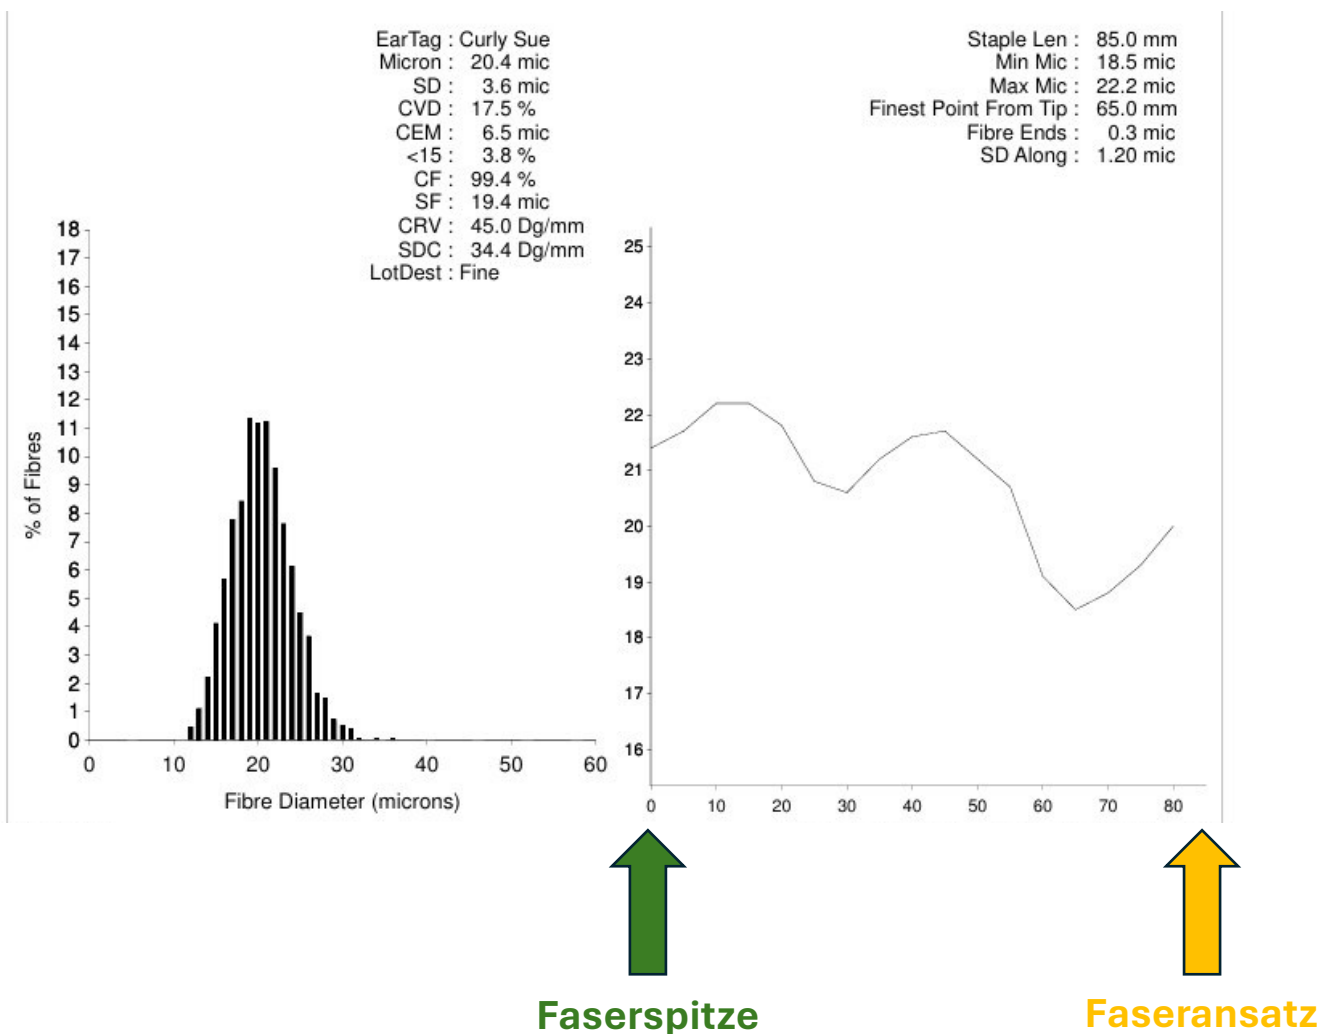 EarTag : Curly Sue
Micron : 20.4 mic
SD : 3.6 mic
CVD : 17.5 %
CEM : 6.5 mic
<15 : 3.8 %
CF : 99.4 %
SF : 19.4 mic
CRV : 45.0 Dg/mm
SDC : 34.4 Dg/mm
LotDest : Fine
Staple Len : 85.0 mm
Min Mic : 18.5 mic
Max Mic : 22.2 mic
Finest Point From Tip : 65.0 mm
Fibre Ends : 0.3 mic
SD Along : 1.20 mic
18
17
16
15
14
13
12
11
10
9
8
7
6
5
4
3
2
1
0
% of Fibres
0 10 20 30 40 50 60
Fibre Diameter (microns)
25
24
23
22
21
20
19
18
17
16
0 10 20 30 40 50 60 70 80
Faserspitze
Faseransatz